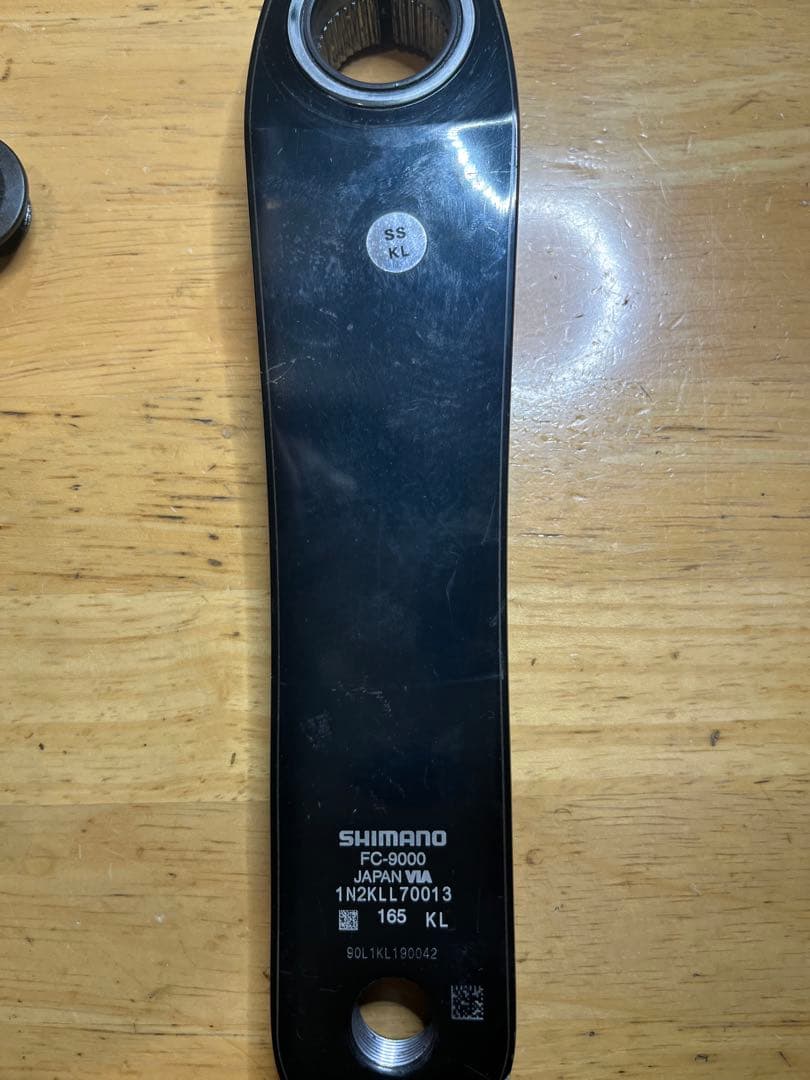 SS
KL
SHIMANO
FC-9000
JAPAN VIA
1N2KLL70013
165 KL
90L1KL190042